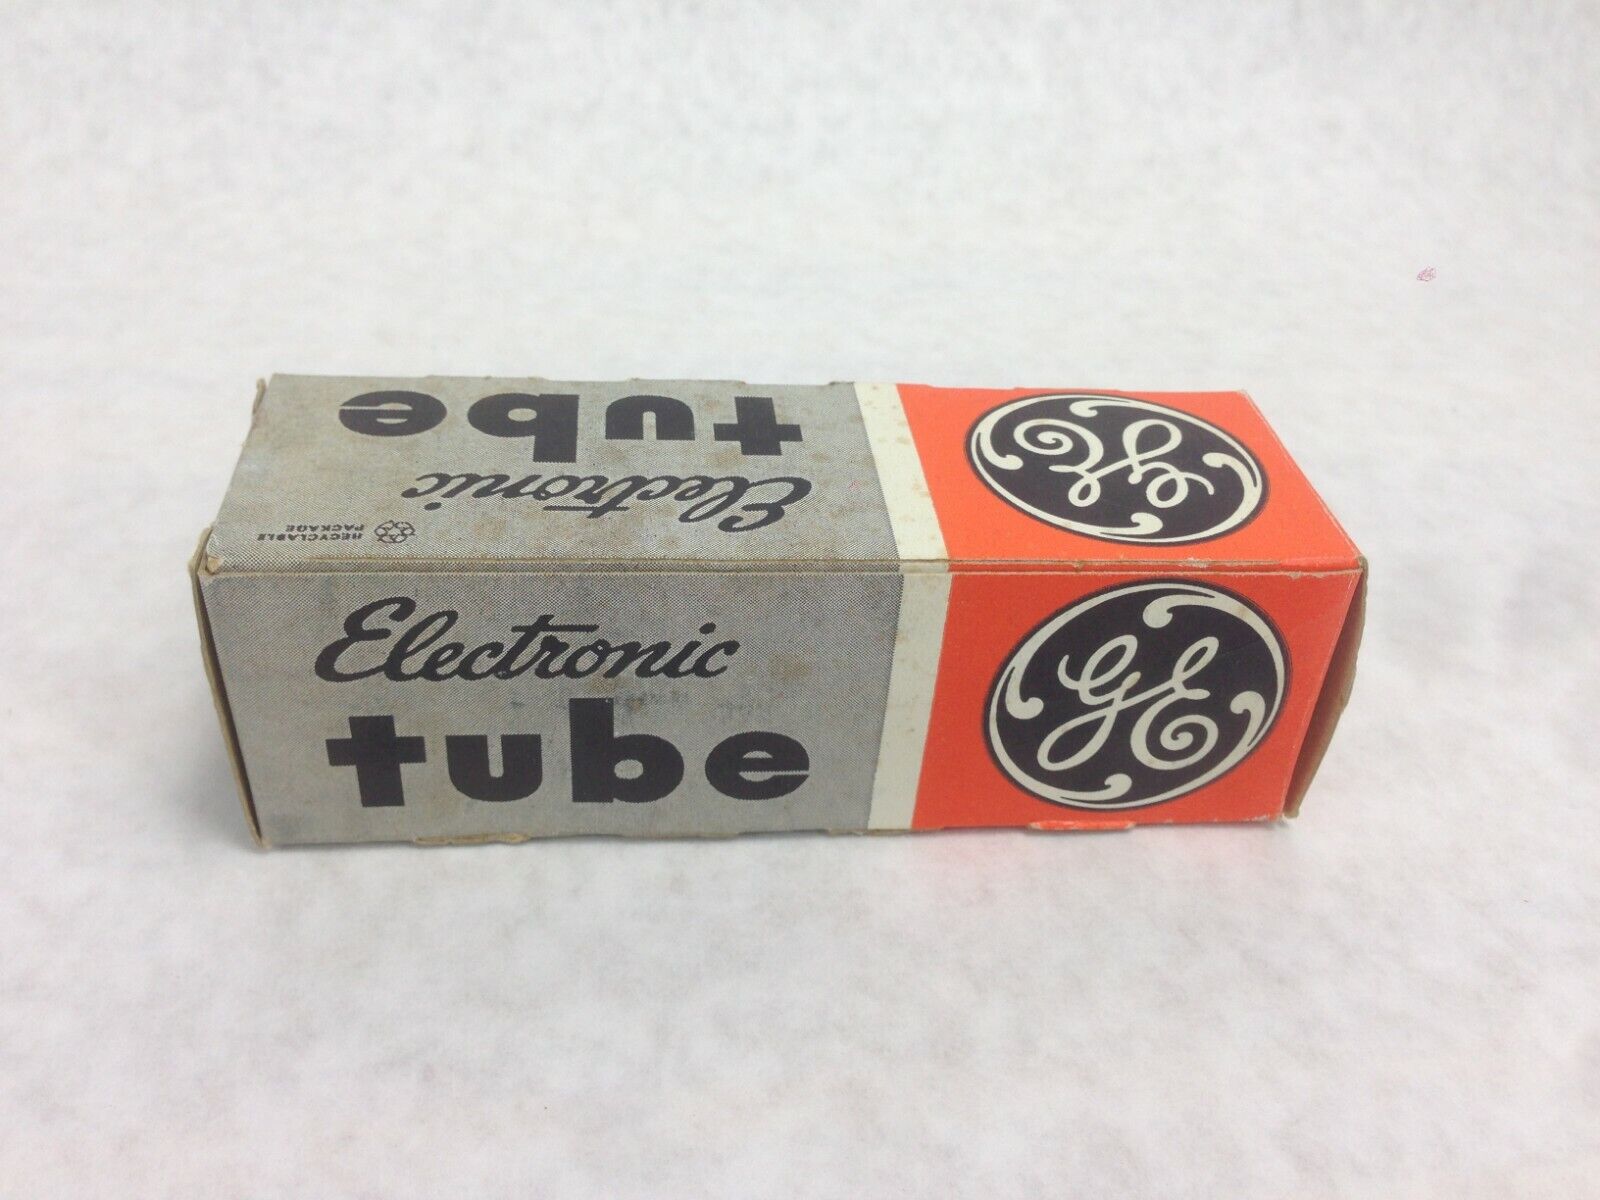 Electronic
tube
GE
Electronic
tube
RECYCLABLE
PACKAGE
GE